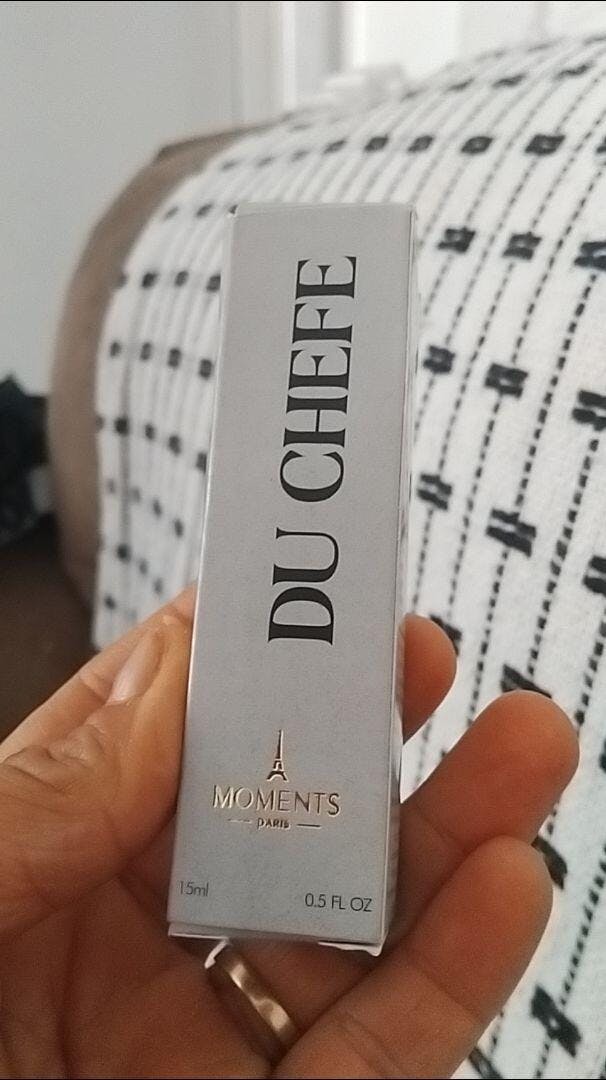 DU CHEFE
MOMENTS
PARIS
15ml
0.5 FL OZ